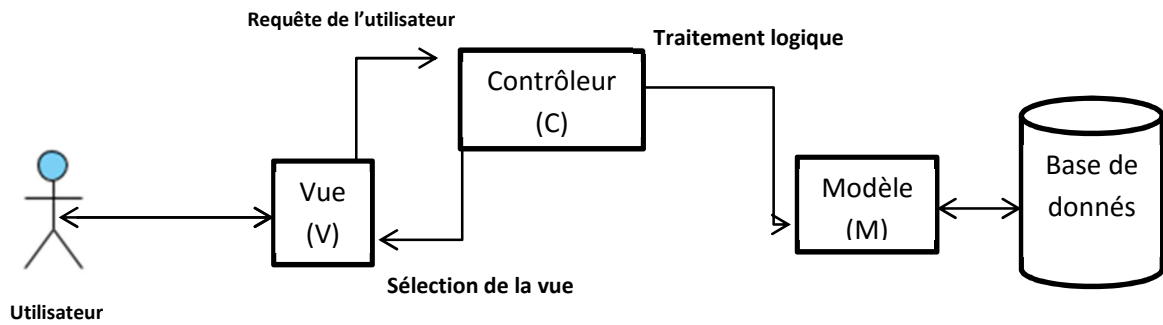 Requête de l’utilisateur
Traitement logique
Contrôleur
(C)
Vue
(V)
Modèle
(M)
Base de
donnés
Sélection de la vue
Utilisateur